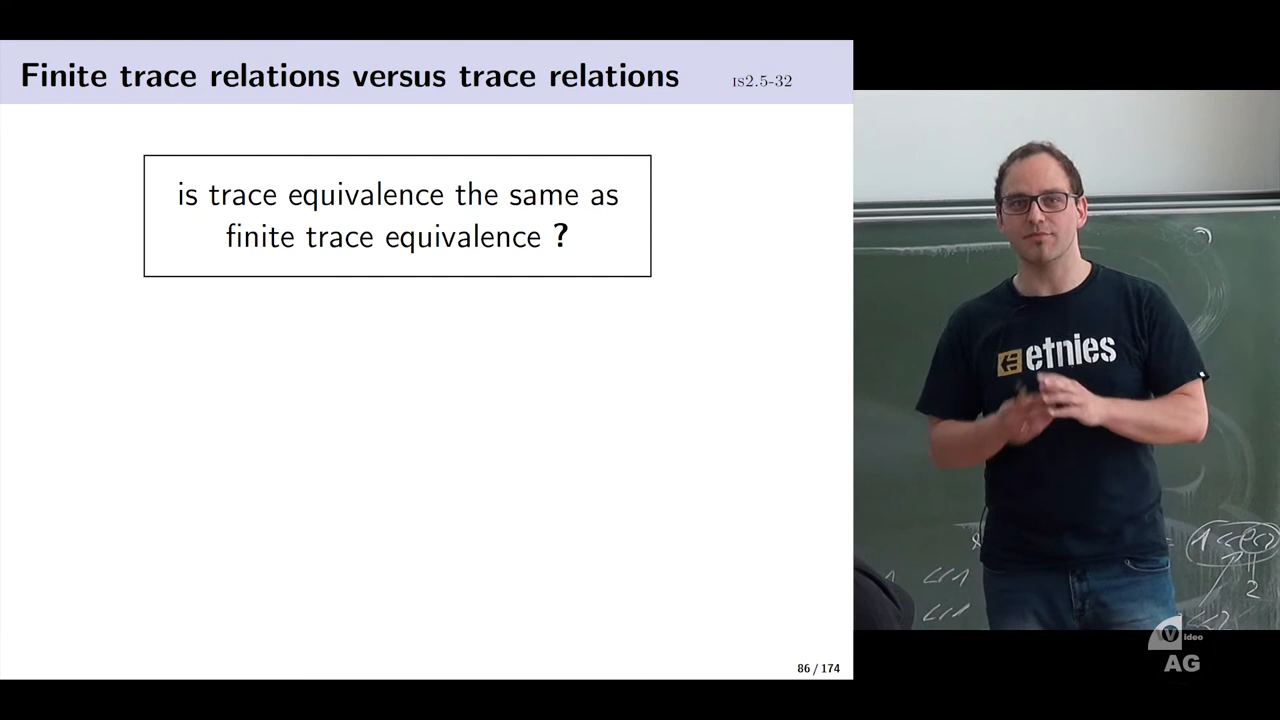 Finite trace relations versus trace relations IS2.5-32
is trace equivalence the same as
finite trace equivalence ?
86 / 174
etnies
Video
AG